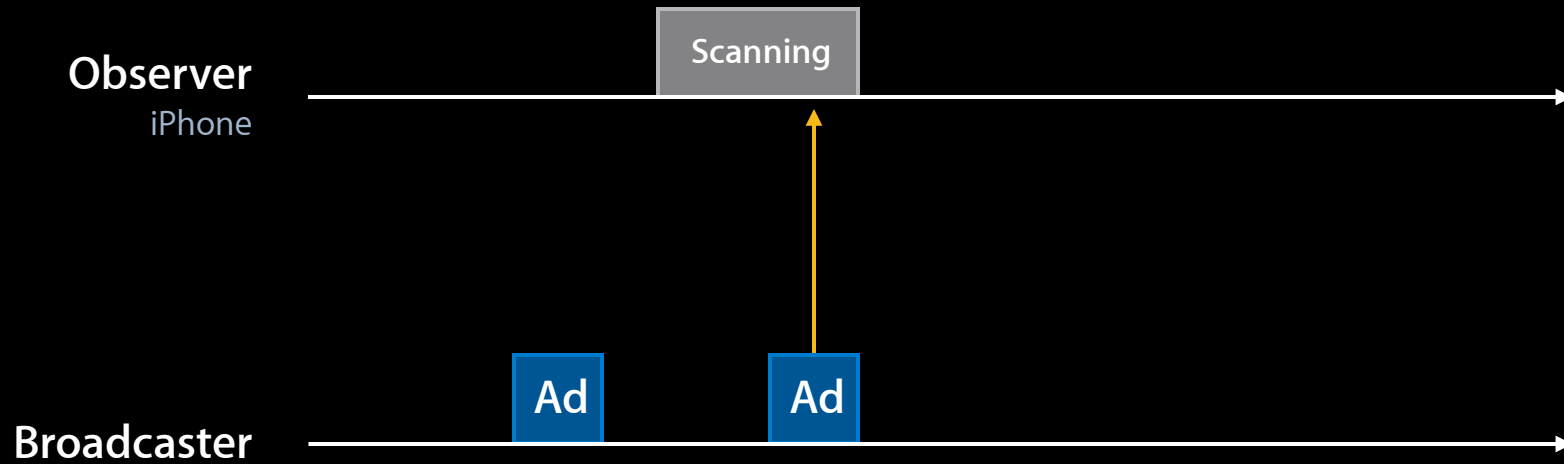 Scanning
Observer
iPhone
Ad
Ad
Broadcaster